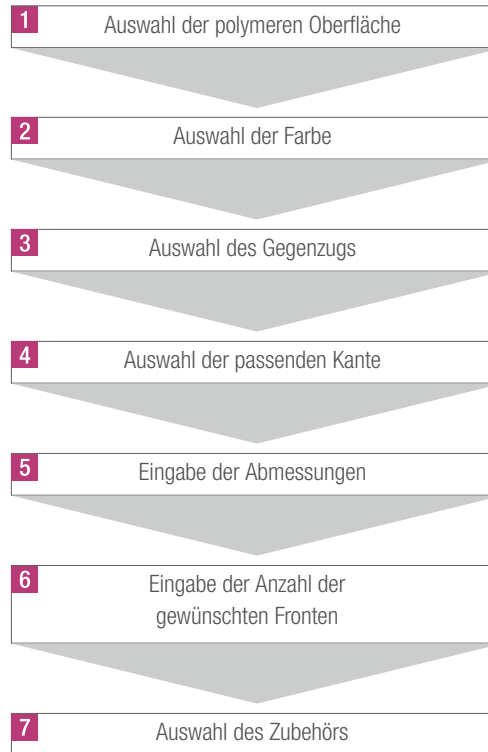 1 Auswahl der polymeren Oberfläche
2 Auswahl der Farbe
3 Auswahl des Gegenzugs
4 Auswahl der passenden Kante
5 Eingabe der Abmessungen
6 Eingabe der Anzahl der
gewünschten Fronten
7 Auswahl des Zubehörs